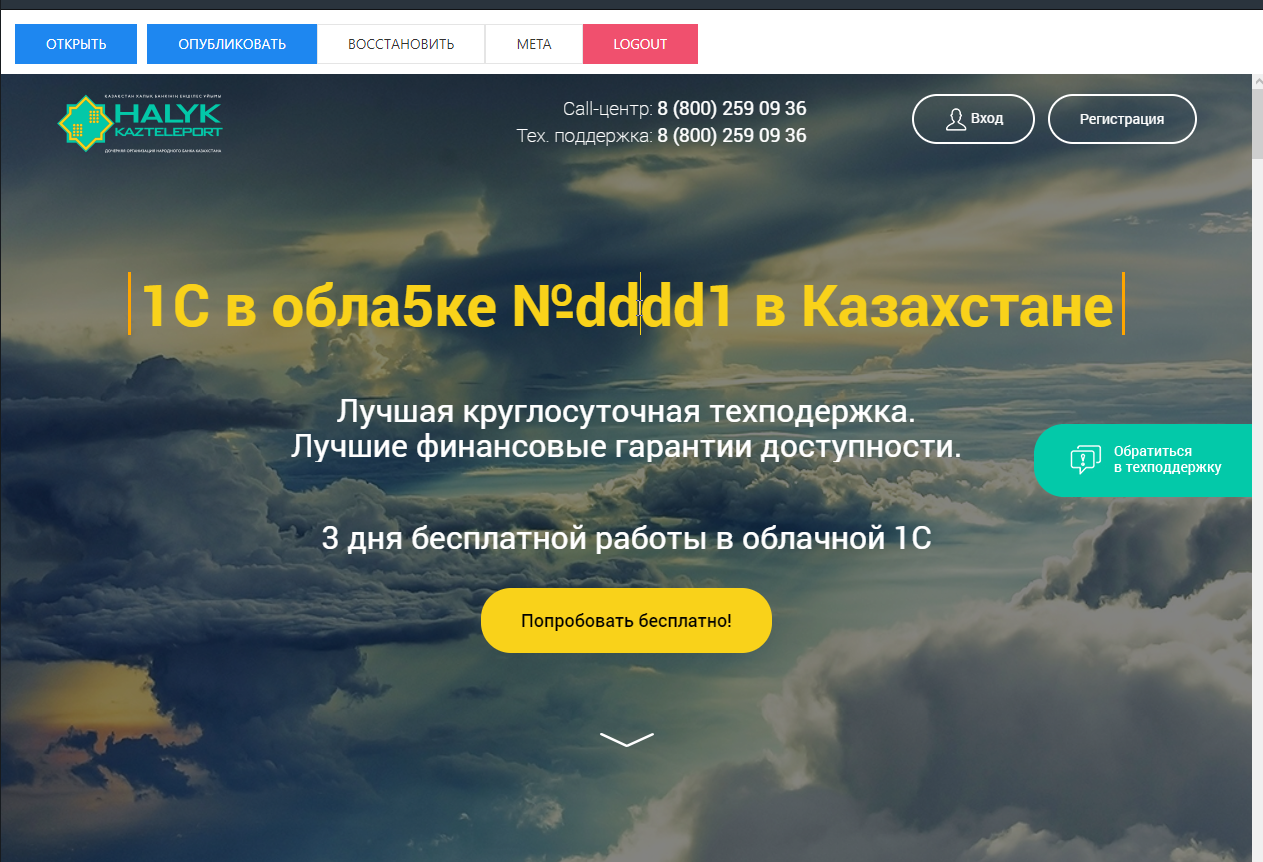 ОТКРЫТЬ ОПУБЛИКОВАТЬ ВОССТАНОВИТЬ МЕТА LOGOUT
КАЗАХСТАН ХАЛЫК БАНКІНІҢ ЕНШІЛЕС ҰЙЫМЫ
HALYK
KAZTELEPORT
ДОЧЕРНЯЯ ОРГАНИЗАЦИЯ НАРОДНОГО БАНКА КАЗАХСТАНА
Call-центр: 8 (800) 259 09 36
Тех. поддержка: 8 (800) 259 09 36
Вход
Регистрация
1С в обла5ке №dddd1 в Казахстане
Лучшая круглосуточная техподержка.
Лучшие финансовые гарантии доступности.
Обратиться
в техподдержку
3 дня бесплатной работы в облачной 1С
Попробовать бесплатно!